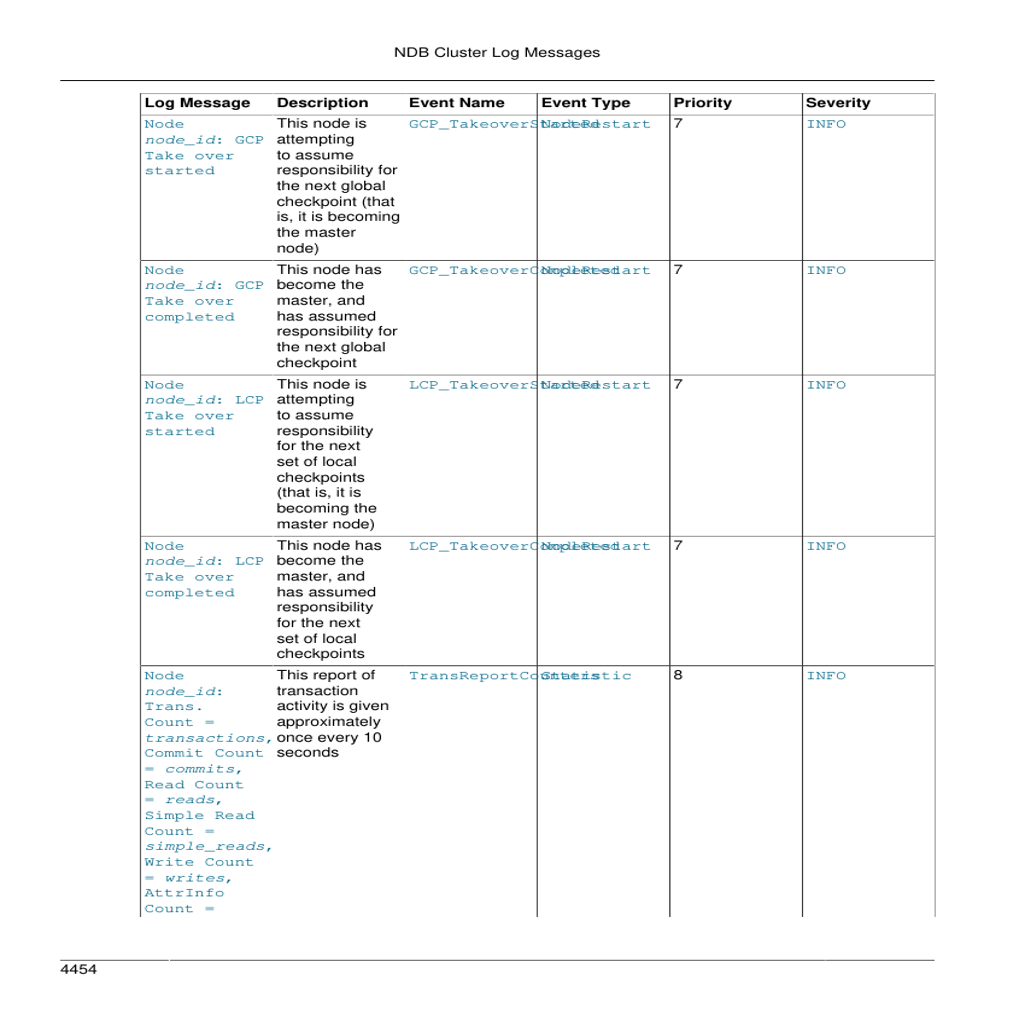 NDB Cluster Log Messages
Log Message Description Event Name Event Type Priority Severity
Node
node_id: GCP
Take over
started
This node is
attempting
to assume
responsibility for
the next global
checkpoint (that
is, it is becoming
the master
node)
GCP_TakeoverStarted
NodeRestart
7
INFO
Node
node_id: GCP
Take over
completed
This node has
become the
master, and
has assumed
responsibility for
the next global
checkpoint
GCP_TakeoverCompleted
NodeRestart
7
INFO
Node
node_id: LCP
Take over
started
This node is
attempting
to assume
responsibility
for the next
set of local
checkpoints
(that is, it is
becoming the
master node)
LCP_TakeoverStarted
NodeRestart
7
INFO
Node
node_id: LCP
Take over
completed
This node has
become the
master, and
has assumed
responsibility
for the next
set of local
checkpoints
LCP_TakeoverCompleted
NodeRestart
7
INFO
Node
node_id:
Trans.
Count =
transactions,
Commit Count
= commits,
Read Count
= reads,
Simple Read
Count =
simple_reads,
Write Count
= writes,
AttrInfo
Count =
This report of
transaction
activity is given
approximately
once every 10
seconds
TransReportCounters
Statistic
8
INFO
4454